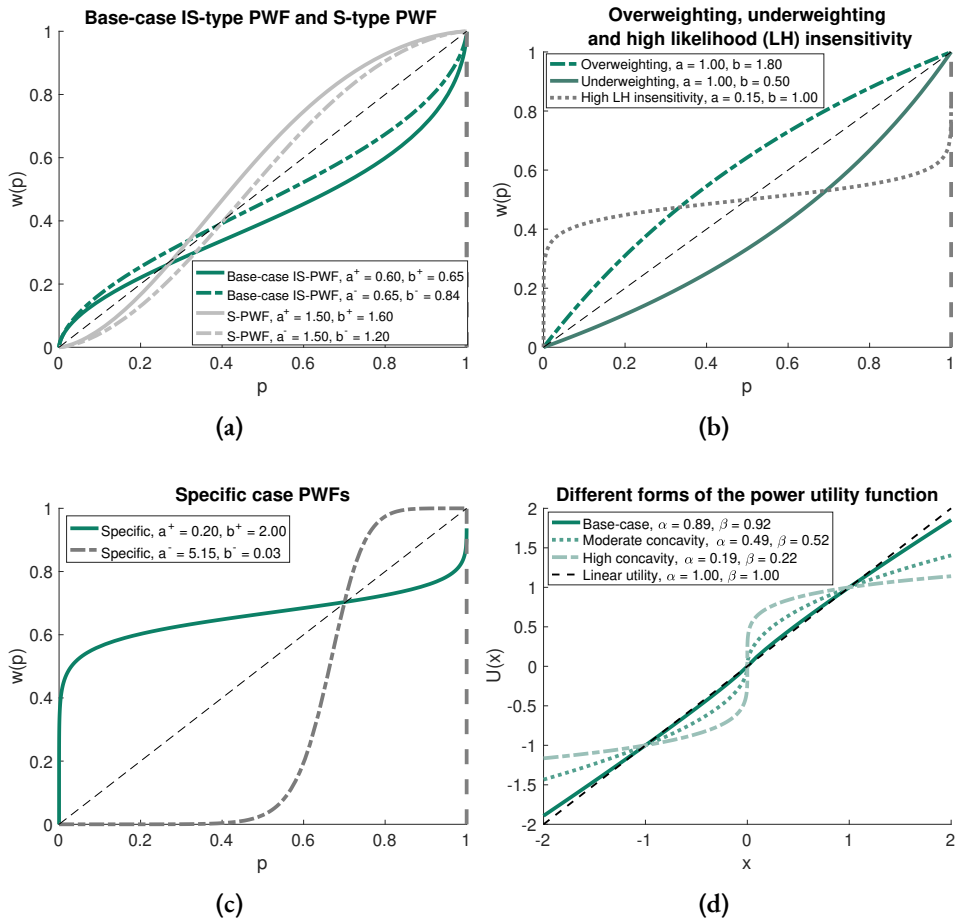 Base-case IS-type PWF and S-type PWF
1
0.8
0.6
0.4
0.2
0
w(p)
Base-case IS-PWF, a⁺ = 0.60, b⁺ = 0.65
Base-case IS-PWF, a⁻ = 0.65, b⁻ = 0.84
S-PWF, a⁺ = 1.50, b⁺ = 1.60
S-PWF, a⁻ = 1.50, b⁻ = 1.20
0 0.2 0.4 0.6 0.8 1
p
(a)
Overweighting, underweighting
and high likelihood (LH) insensitivity
1
0.8
0.6
0.4
0.2
0
w(p)
Overweighting, a = 1.00, b = 1.80
Underweighting, a = 1.00, b = 0.50
High LH insensitivity, a = 0.15, b = 1.00
0 0.2 0.4 0.6 0.8 1
p
(b)
Specific case PWFs
1
0.8
0.6
0.4
0.2
0
w(p)
Specific, a⁺ = 0.20, b⁺ = 2.00
Specific, a⁻ = 5.15, b⁻ = 0.03
0 0.2 0.4 0.6 0.8 1
p
(c)
Different forms of the power utility function
2
1.5
1
0.5
0
-0.5
-1
-1.5
-2
U(x)
Base-case, α = 0.89, β = 0.92
Moderate concavity, α = 0.49, β = 0.52
High concavity, α = 0.19, β = 0.22
Linear utility, α = 1.00, β = 1.00
-2 -1 0 1 2
x
(d)